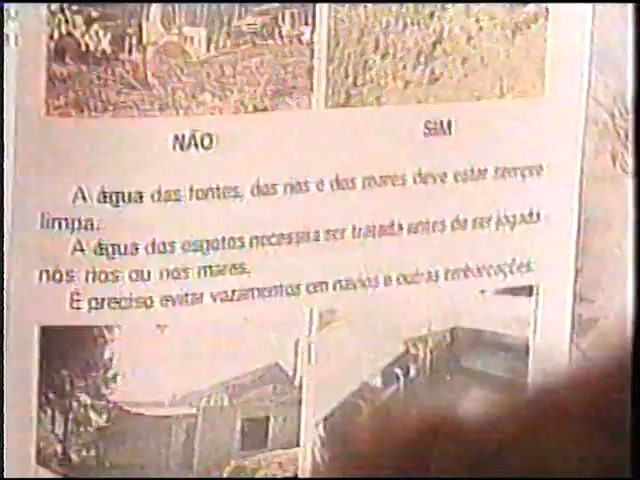 NÃO
SIM
A água das fontes, dos rios e dos mares deve estar sempre
limpa.
A água dos esgotos necessita ser tratada antes de ser jogada
nos rios ou nos mares.
É preciso evitar vazamentos em navios e outras embarcações.